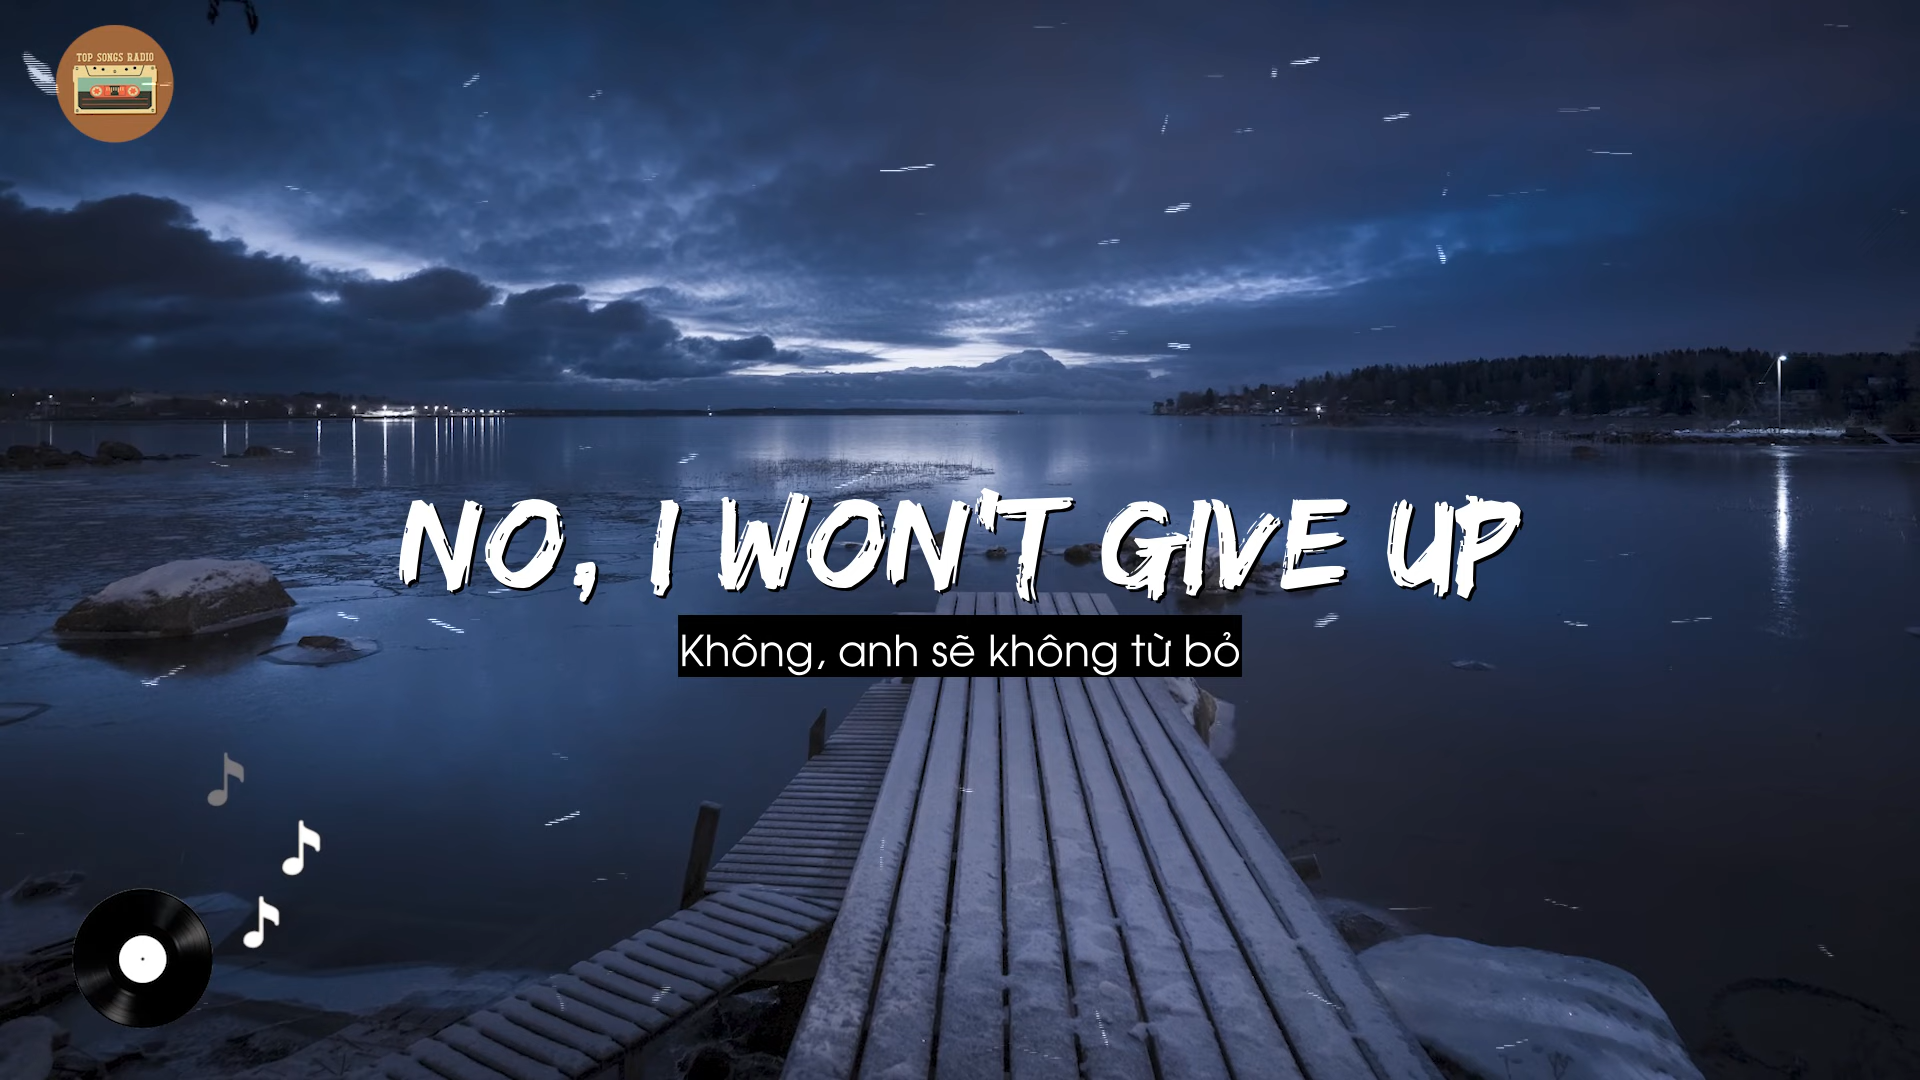 TOP SONGS RADIO
NO, I WON'T GIVE UP
Không, anh sẽ không từ bỏ